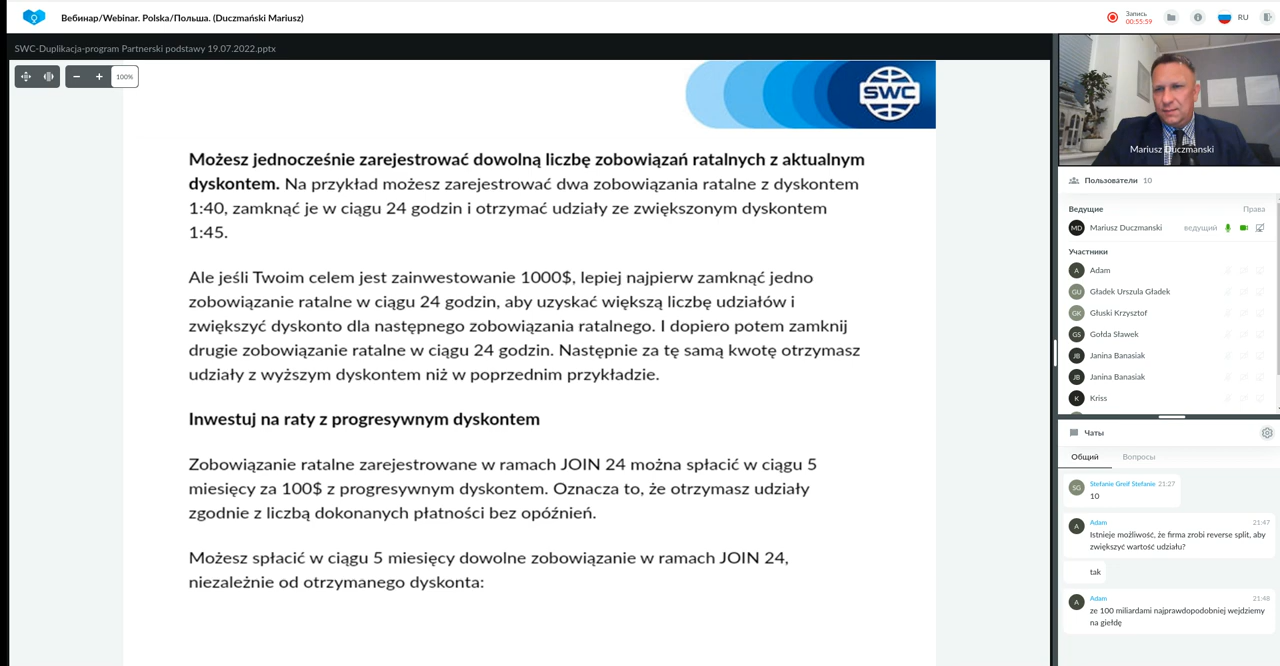 Вебинар/Webinar. Polska/Польша. (Duczmański Mariusz)
Запись
00:55:59
RU
SWC-Duplikacja-program Partnerski podstawy 19.07.2022.pptx
100%
SWC
Możesz jednocześnie zarejestrować dowolną liczbę zobowiązań ratalnych z aktualnym
dyskontem. Na przykład możesz zarejestrować dwa zobowiązania ratalne z dyskontem
1:40, zamknąć je w ciągu 24 godzin i otrzymać udziały ze zwiększonym dyskontem
1:45.
Ale jeśli Twoim celem jest zainwestowanie 1000$, lepiej najpierw zamknąć jedno
zobowiązanie ratalne w ciągu 24 godzin, aby uzyskać większą liczbę udziałów i
zwiększyć dyskonto dla następnego zobowiązania ratalnego. I dopiero potem zamknij
drugie zobowiązanie ratalne w ciągu 24 godzin. Następnie za tę samą kwotę otrzymasz
udziały z wyższym dyskontem niż w poprzednim przykładzie.
Inwestuj na raty z progresywnym dyskontem
Zobowiązanie ratalne zarejestrowane w ramach JOIN 24 można spłacić w ciągu 5
miesięcy za 100$ z progresywnym dyskontem. Oznacza to, że otrzymasz udziały
zgodnie z liczbą dokonanych płatności bez opóźnień.
Możesz spłacić w ciągu 5 miesięcy dowolne zobowiązanie w ramach JOIN 24,
niezależnie od otrzymanego dyskonta:
Mariusz Duczmanski
Пользователи 10
Ведущие Права
MD Mariusz Duczmanski ведущий
Участники
A Adam
GU Gładek Urszula Gładek
GK Głuski Krzysztof
GS Gołda Sławek
JB Janina Banasiak
JB Janina Banasiak
K Kriss
Чаты
Общий Вопросы
SG Stefanie Greif Stefanie 21:27
10
A Adam 21:47
Istnieje możliwość, że firma zrobi reverse split, aby
zwiększyć wartość udziału?
tak
A Adam 21:48
ze 100 miliardami najprawdopodobniej wejdziemy
na giełdę